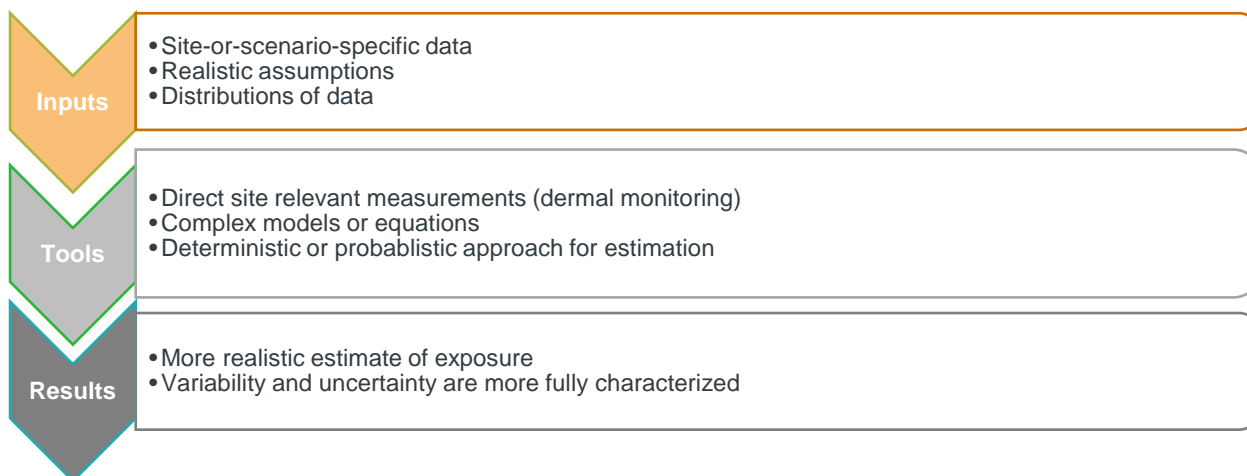 Inputs
•Site-or-scenario-specific data
•Realistic assumptions
•Distributions of data
Tools
•Direct site relevant measurements (dermal monitoring)
•Complex models or equations
•Deterministic or probablistic approach for estimation
Results
•More realistic estimate of exposure
•Variability and uncertainty are more fully characterized